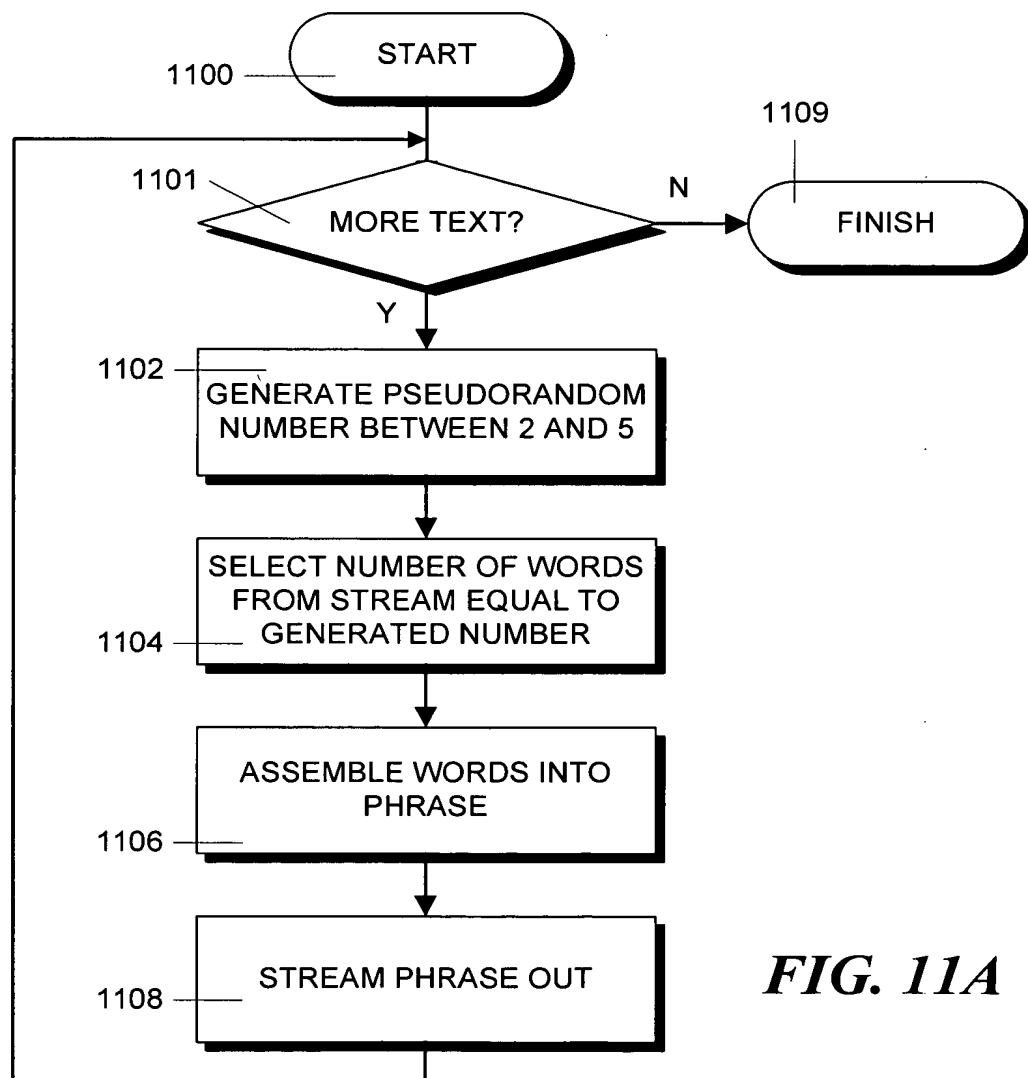 START
1100
1109
1101
MORE TEXT?
N
FINISH
Y
1102
GENERATE PSEUDORANDOM
NUMBER BETWEEN 2 AND 5
SELECT NUMBER OF WORDS
FROM STREAM EQUAL TO
GENERATED NUMBER
1104
ASSEMBLE WORDS INTO
PHRASE
1106
STREAM PHRASE OUT
1108
FIG. 11A